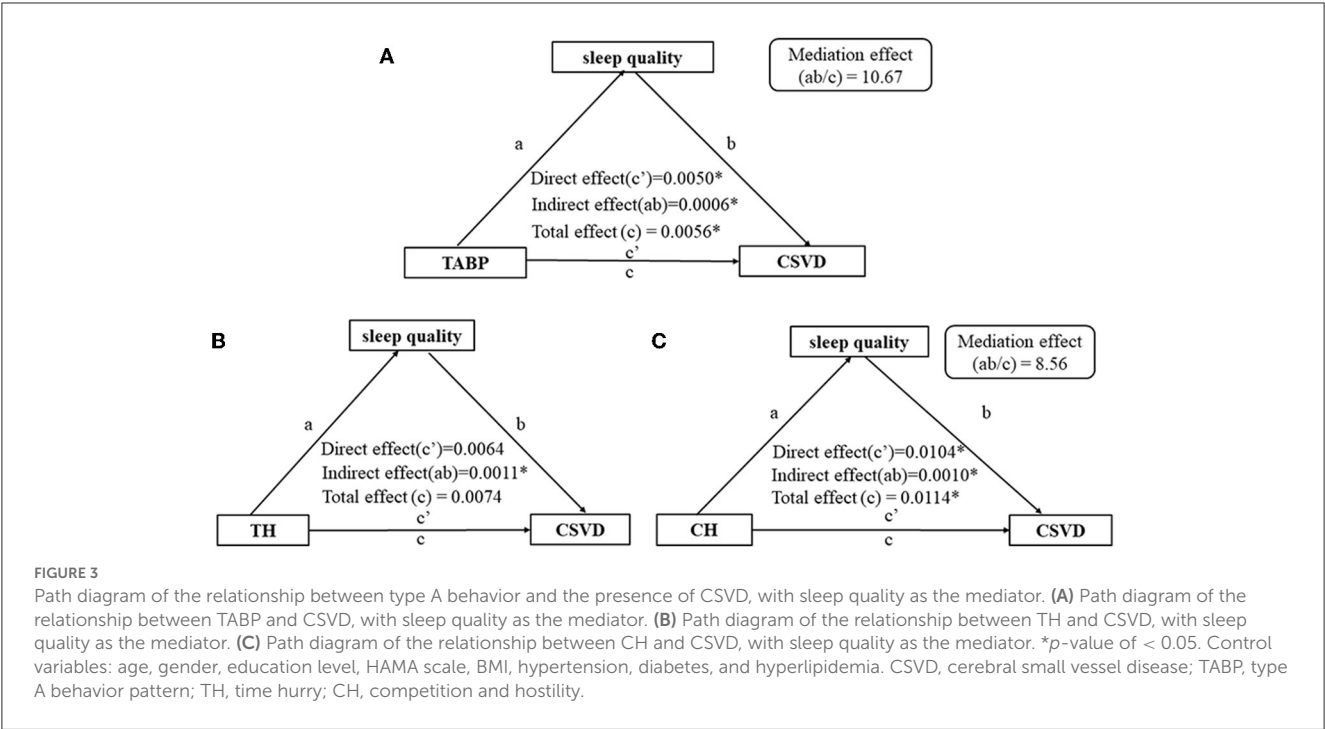 A
sleep quality
Mediation effect
(ab/c) = 10.67
a
b
Direct effect(c’)=0.0050*
Indirect effect(ab)=0.0006*
Total effect (c) = 0.0056*
TABP
c’
c
CSVD
B
sleep quality
a
b
Direct effect(c’)=0.0064
Indirect effect(ab)=0.0011*
Total effect (c) = 0.0074
TH
c’
c
CSVD
C
sleep quality
Mediation effect
(ab/c) = 8.56
a
b
Direct effect(c’)=0.0104*
Indirect effect(ab)=0.0010*
Total effect (c) = 0.0114*
CH
c’
c
CSVD
FIGURE 3
Path diagram of the relationship between type A behavior and the presence of CSVD, with sleep quality as the mediator. (A) Path diagram of the
relationship between TABP and CSVD, with sleep quality as the mediator. (B) Path diagram of the relationship between TH and CSVD, with sleep
quality as the mediator. (C) Path diagram of the relationship between CH and CSVD, with sleep quality as the mediator. *p-value of < 0.05. Control
variables: age, gender, education level, HAMA scale, BMI, hypertension, diabetes, and hyperlipidemia. CSVD, cerebral small vessel disease; TABP, type
A behavior pattern; TH, time hurry; CH, competition and hostility.